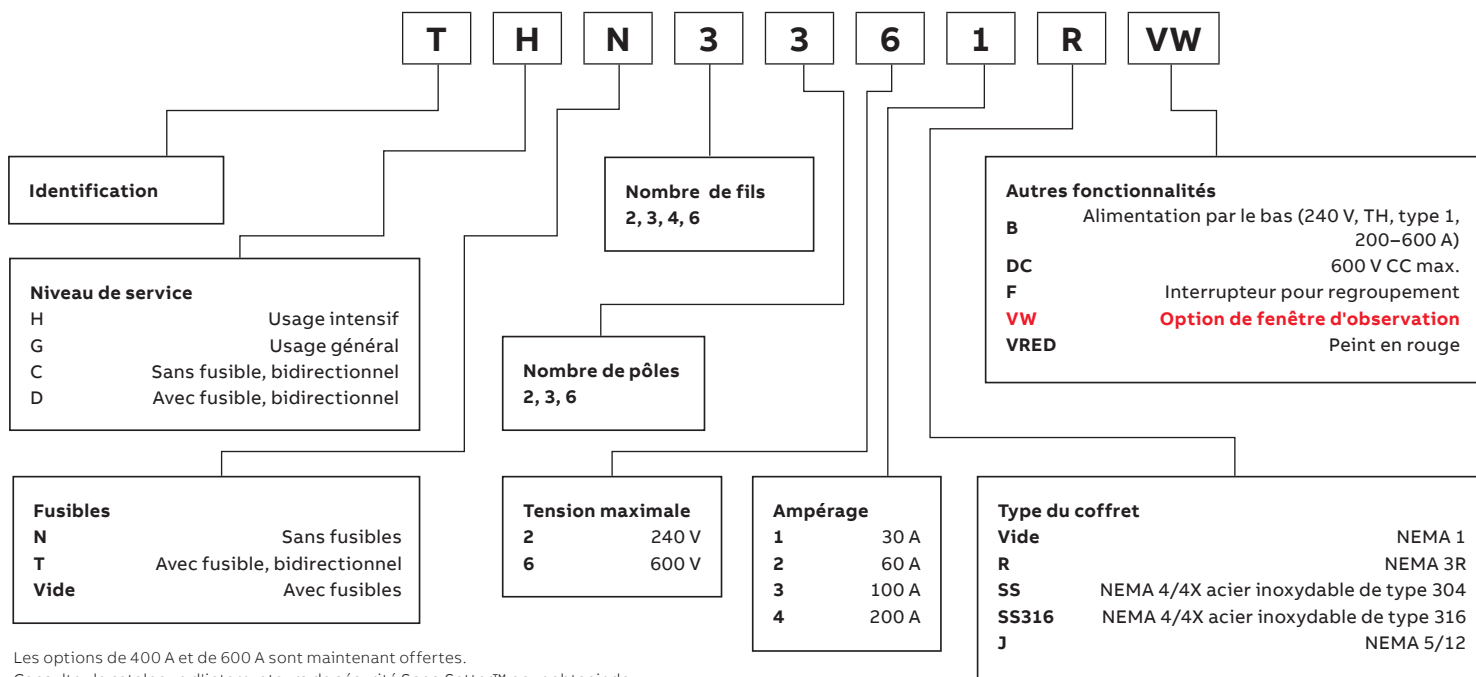 T H N 3 3 6 1 R VW
Identification
Nombre de fils
2, 3, 4, 6
Autres fonctionnalités
B Alimentation par le bas (240 V, TH, type 1,
200–600 A)
DC 600 V CC max.
F Interrupteur pour regroupement
VW Option de fenêtre d'observation
VRED Peint en rouge
Niveau de service
H Usage intensif
G Usage général
C Sans fusible, bidirectionnel
D Avec fusible, bidirectionnel
Nombre de pôles
2, 3, 6
Fusibles
N Sans fusibles
T Avec fusible, bidirectionnel
Vide Avec fusibles
Tension maximale
2 240 V
6 600 V
Ampérage
1 30 A
2 60 A
3 100 A
4 200 A
Type du coffret
Vide NEMA 1
R NEMA 3R
SS NEMA 4/4X acier inoxydable de type 304
SS316 NEMA 4/4X acier inoxydable de type 316
J NEMA 5/12
Les options de 400 A et de 600 A sont maintenant offertes.